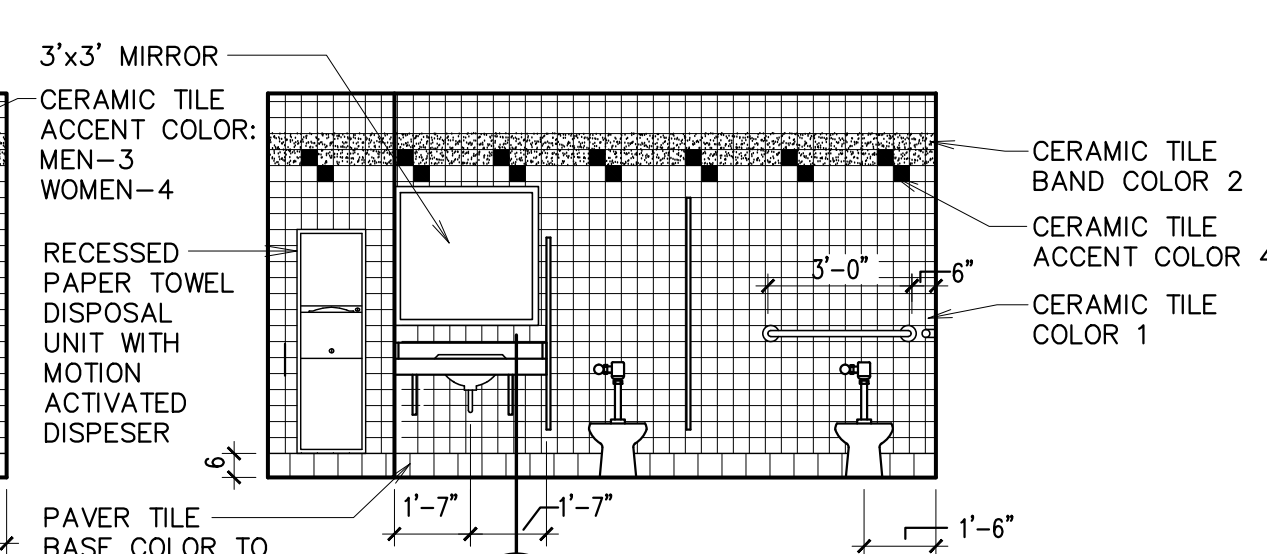 3'x3' MIRROR
CERAMIC TILE
ACCENT COLOR:
MEN-3
WOMEN-4
RECESSED
PAPER TOWEL
DISPOSAL
UNIT WITH
MOTION
ACTIVATED
DISPESER
6
PAVER TILE
BASE COLOR TO
1'-7"
1'-7"
1'-6"
3'-0"
6"
CERAMIC TILE
BAND COLOR 2
CERAMIC TILE
ACCENT COLOR 4
CERAMIC TILE
COLOR 1